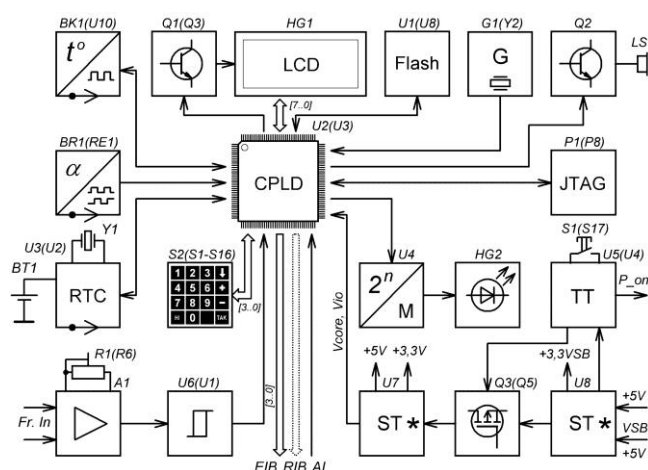 BK1(U10)
Q1(Q3)
HG1
U1(U8)
G1(Y2)
Q2
t°
LCD
Flash
G
LS
[7..0]
U2(U3)
BR1(RE1)
P1(P8)
α
CPLD
JTAG
U3(U2)
Y1
S2(S1-S16)
U4
HG2
S1(S17)
U5(U4)
BT1
RTC
1 2 3
4 5 6 +
7 8 9 −
0
[3..0]
2ⁿ
M
TT
P_on
Vcore, Vio
R1(R6)
A1
U6(U1)
[3..0]
+5V
+3,3V
U7
+3,3VSB
Q3(Q5)
U8
Fr. In
ST*
ST*
+5V
VSB
+5V
FIB
RIB
AL